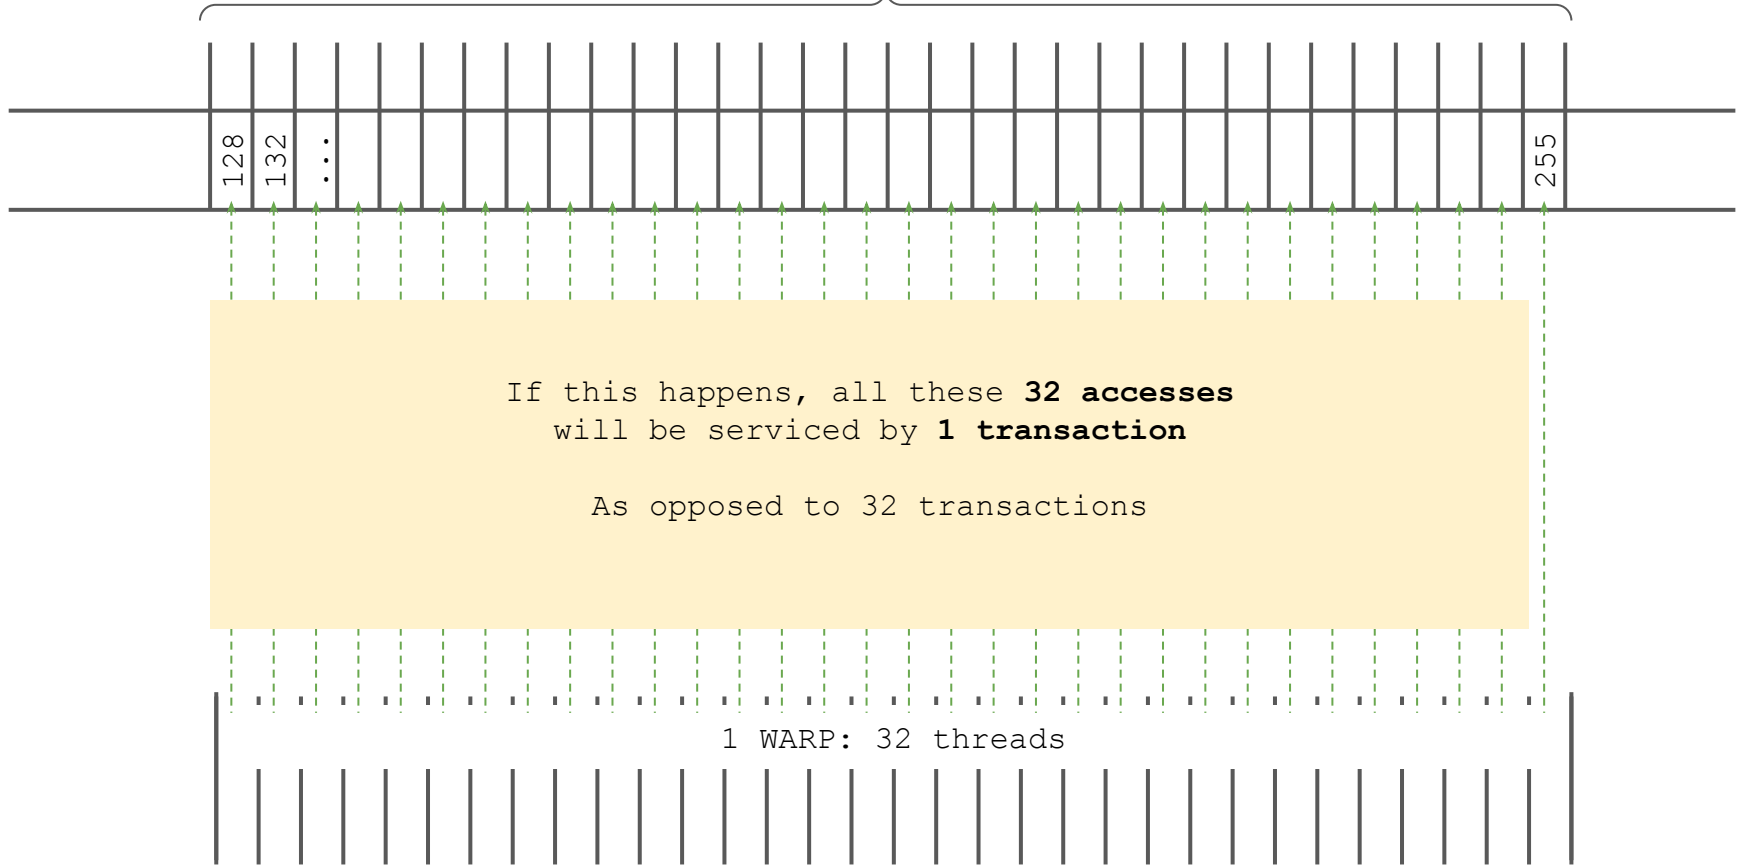 128
132
...
255
If this happens, all these 32 accesses
will be serviced by 1 transaction
As opposed to 32 transactions
1 WARP: 32 threads